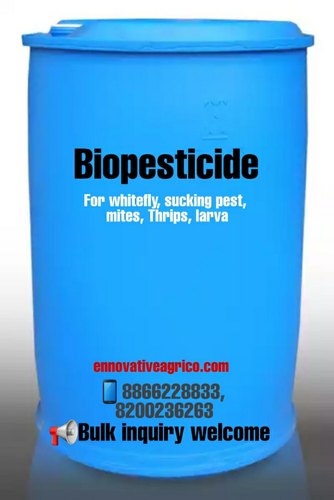 Biopesticide
For whitefly, sucking pest,
mites, Thrips, larva
ennovativeagrico.com
8866228833,
8200236263
Bulk inquiry welcome